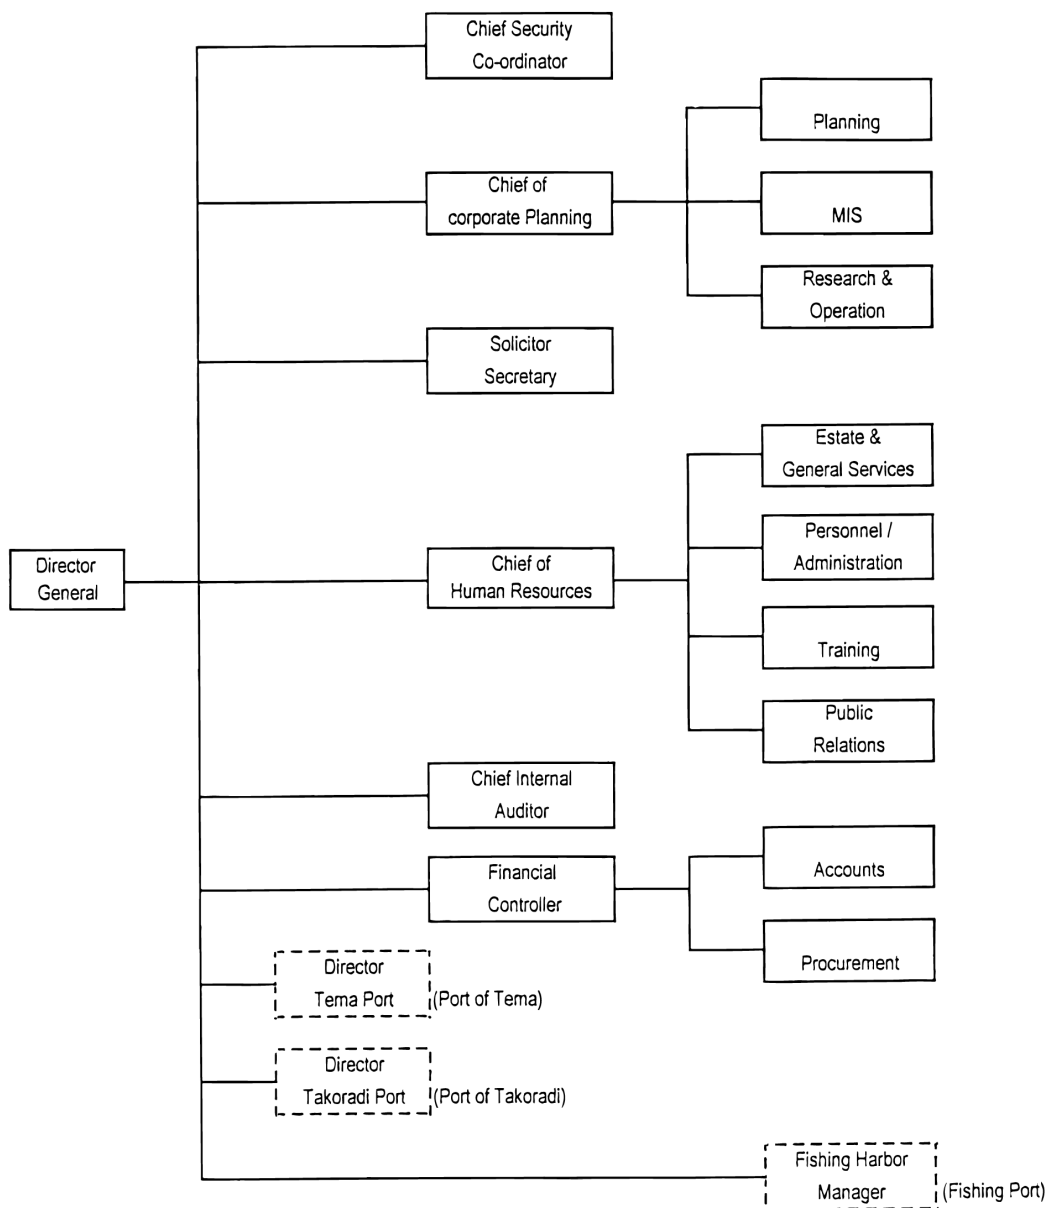 Chief Security
Co-ordinator
Planning
Chief of
corporate Planning
MIS
Research &
Operation
Solicitor
Secretary
Estate &
General Services
Personnel /
Administration
Director
General
Chief of
Human Resources
Training
Public
Relations
Chief Internal
Auditor
Financial
Controller
Accounts
Procurement
Director
Tema Port
(Port of Tema)
Director
Takoradi Port
(Port of Takoradi)
Fishing Harbor
Manager
(Fishing Port)